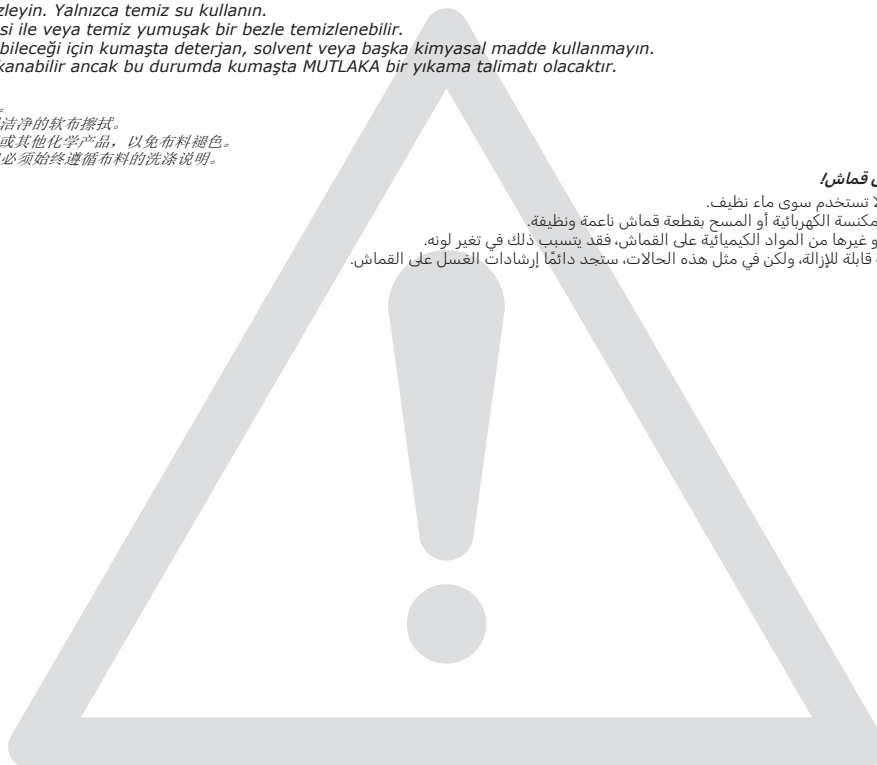 zleyin. Yalnızca temiz su kullanın.
si ile veya temiz yumuşak bir bezle temizlenebilir.
bileceği için kumaşta deterjan, solvent veya başka kimyasal madde kullanmayın.
kanabilir ancak bu durumda kumaşta MUTLAKA bir yıkama talimatı olacaktır.
。
洁净的软布擦拭。
或其他化学产品，以免布料褪色。
必须始终遵循布料的洗涤说明。
قماش!
لا تستخدم سوى ماء نظيف.
مكنسة الكهربائية أو المسح بقطعة قماش ناعمة ونظيفة.
و غيرها من المواد الكيميائية على القماش، فقد يتسبب ذلك في تغير لونه.
قابلة للإزالة، ولكن في مثل هذه الحالات، ستجد دائمًا إرشادات الغسل على القماش.